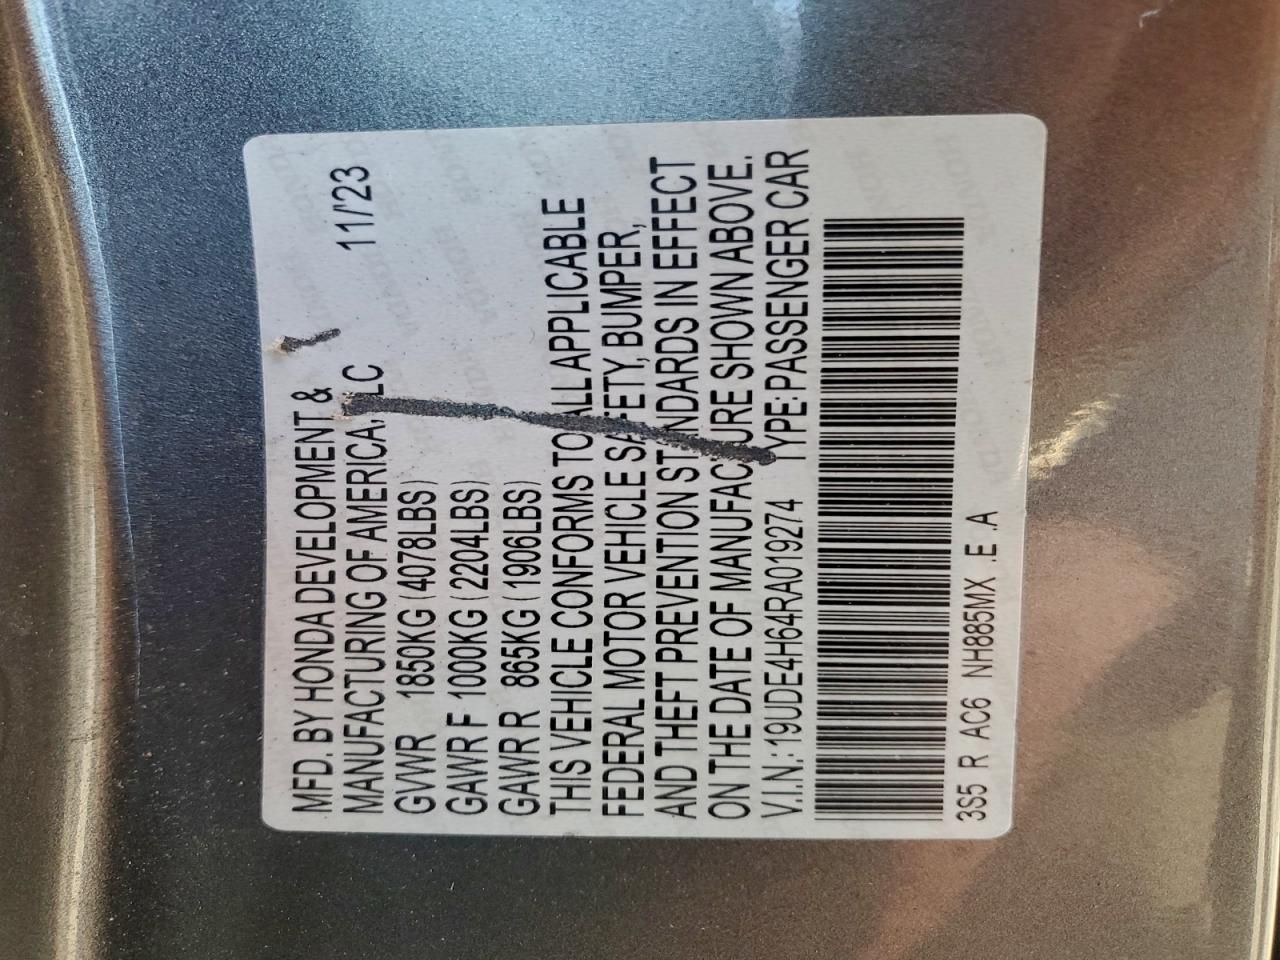 MFD. BY HONDA DEVELOPMENT &
MANUFACTURING OF AMERICA, LLC 11/23
GVWR 1850KG (4078LBS)
GAWR F 1000KG (2204LBS)
GAWR R 865KG (1906LBS)
THIS VEHICLE CONFORMS TO ALL APPLICABLE
FEDERAL MOTOR VEHICLE SAFETY, BUMPER,
AND THEFT PREVENTION STANDARDS IN EFFECT
ON THE DATE OF MANUFACTURE SHOWN ABOVE.
V.I.N.: 19UDE4H64RA019274 TYPE: PASSENGER CAR
3S5 R AC6 NH885MX .E .A